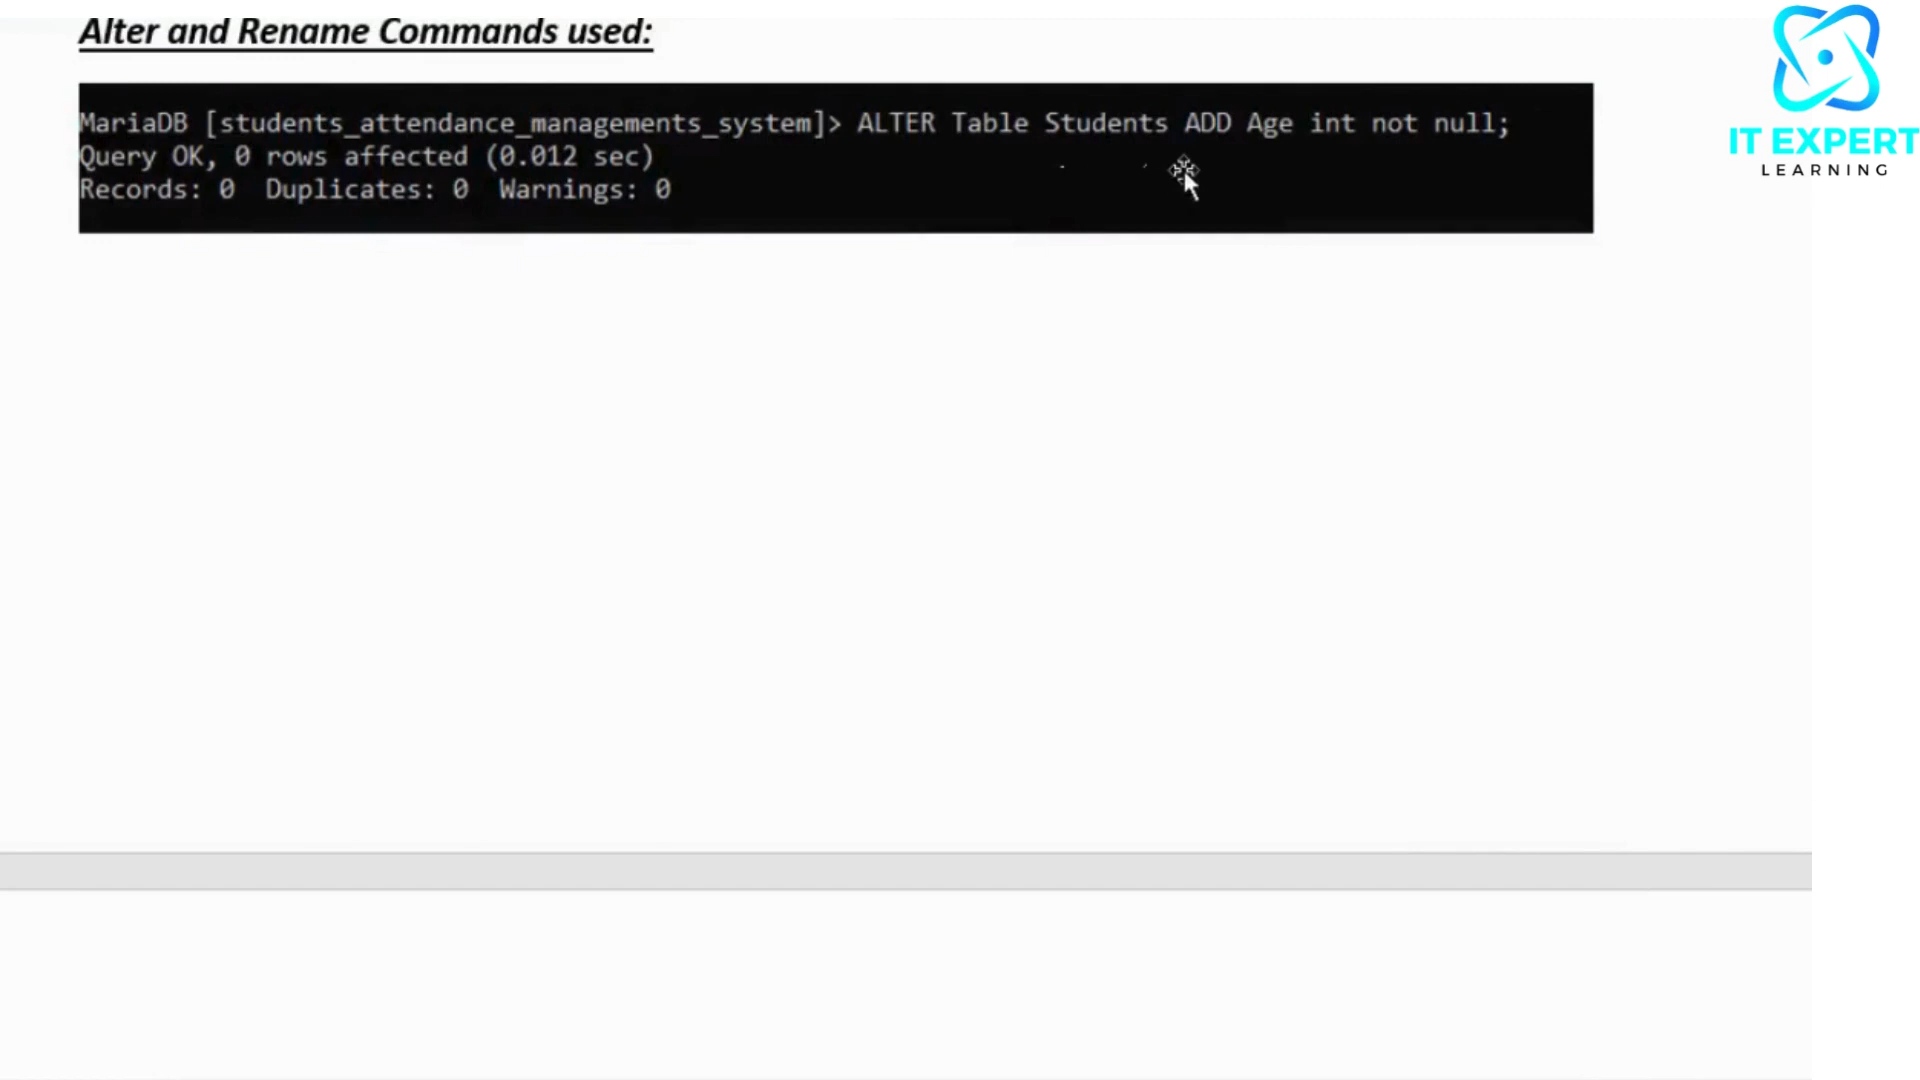 Alter and Rename Commands used:
MariaDB [students_attendance_managements_system]> ALTER Table Students ADD Age int not null;
Query OK, 0 rows affected (0.012 sec)
Records: 0  Duplicates: 0  Warnings: 0
IT EXPERT
LEARNING